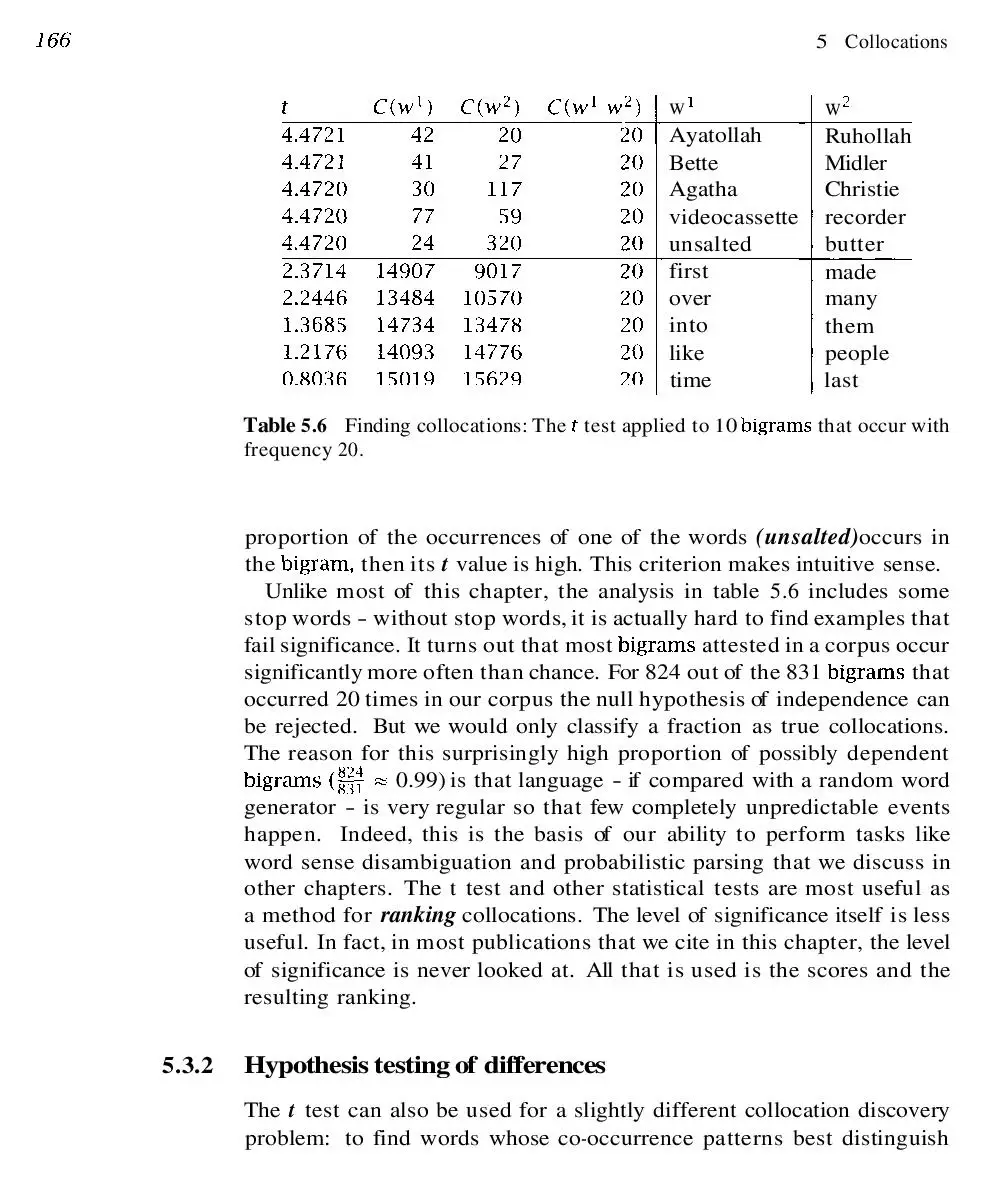 166 5 Collocations
t C(w¹) C(w²) C(w¹ w²) w¹ w²
4.4721 42 20 20 Ayatollah Ruhollah
4.4721 41 27 20 Bette Midler
4.4720 30 117 20 Agatha Christie
4.4720 77 59 20 videocassette recorder
4.4720 24 320 20 unsalted butter
2.3714 14907 9017 20 first made
2.2446 13484 10570 20 over many
1.3685 14734 13478 20 into them
1.2176 14093 14776 20 like people
0.8036 15019 15629 20 time last
Table 5.6 Finding collocations: The t test applied to 10 bigrams that occur with
frequency 20.
proportion of the occurrences of one of the words (unsalted)occurs in
the bigram, then its t value is high. This criterion makes intuitive sense.
Unlike most of this chapter, the analysis in table 5.6 includes some
stop words – without stop words, it is actually hard to find examples that
fail significance. It turns out that most bigrams attested in a corpus occur
significantly more often than chance. For 824 out of the 831 bigrams that
occurred 20 times in our corpus the null hypothesis of independence can
be rejected. But we would only classify a fraction as true collocations.
The reason for this surprisingly high proportion of possibly dependent
bigrams (824/831 ≈ 0.99) is that language – if compared with a random word
generator – is very regular so that few completely unpredictable events
happen. Indeed, this is the basis of our ability to perform tasks like
word sense disambiguation and probabilistic parsing that we discuss in
other chapters. The t test and other statistical tests are most useful as
a method for ranking collocations. The level of significance itself is less
useful. In fact, in most publications that we cite in this chapter, the level
of significance is never looked at. All that is used is the scores and the
resulting ranking.
5.3.2 Hypothesis testing of differences
The t test can also be used for a slightly different collocation discovery
problem: to find words whose co-occurrence patterns best distinguish